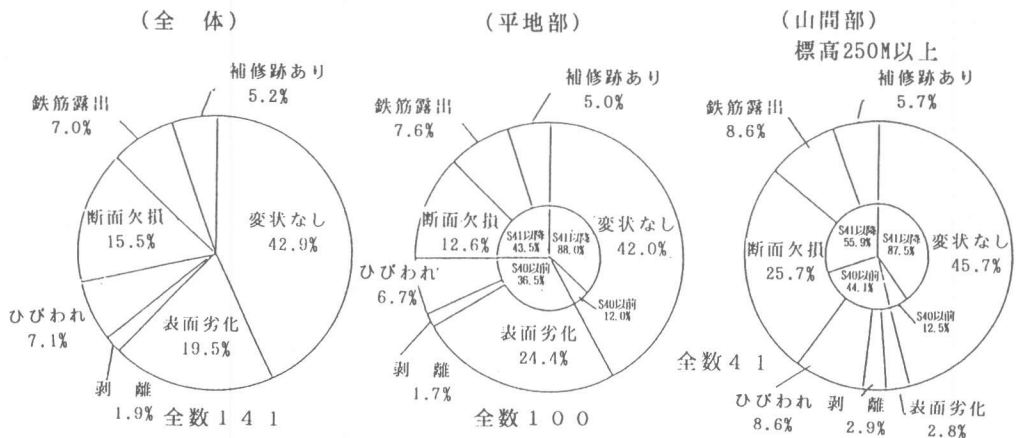 (全 体)
補修跡あり
5.2%
鉄筋露出
7.0%
断面欠損
15.5%
変状なし
42.9%
ひびわれ
7.1%
表面劣化
19.5%
剥 離
1.9%
全数141
(平地部)
補修跡あり
5.0%
鉄筋露出
7.6%
断面欠損
12.6%
S41以降
43.5%
S41以降
88.0%
変状なし
42.0%
ひびわれ
6.7%
S40以前
36.5%
S40以前
12.0%
表面劣化
24.4%
剥 離
1.7%
全数100
(山間部)
標高250M以上
補修跡あり
5.7%
鉄筋露出
8.6%
断面欠損
25.7%
S41以降
55.9%
S41以降
87.5%
変状なし
45.7%
S40以前
44.1%
S40以前
12.5%
全数41
ひびわれ
8.6%
剥 離
2.9%
表面劣化
2.8%